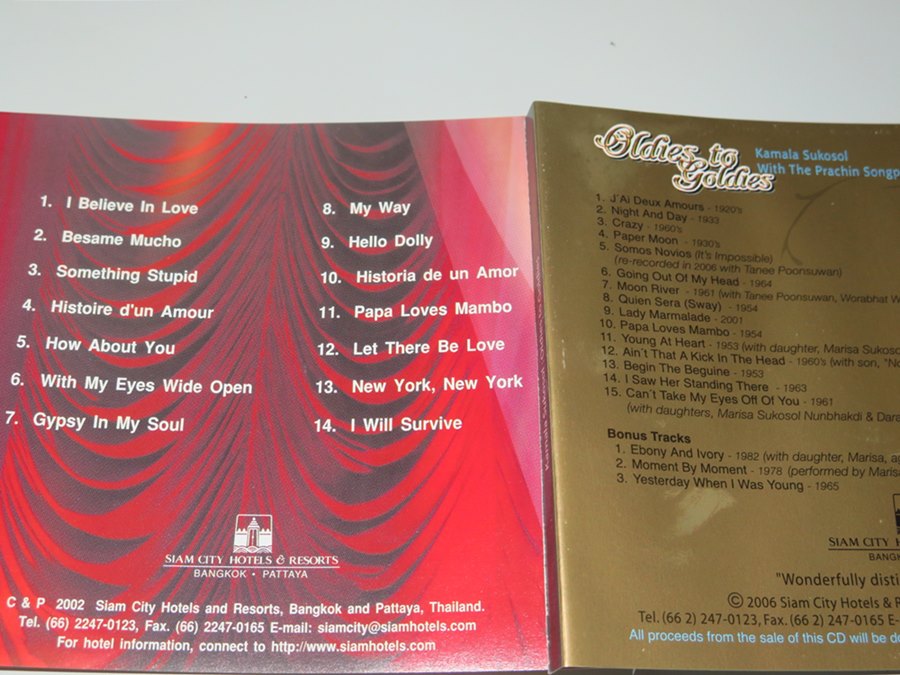 1. I Believe In Love
2. Besame Mucho
3. Something Stupid
4. Histoire d'un Amour
5. How About You
6. With My Eyes Wide Open
7. Gypsy In My Soul
8. My Way
9. Hello Dolly
10. Historia de un Amor
11. Papa Loves Mambo
12. Let There Be Love
13. New York, New York
14. I Will Survive
SIAM CITY HOTELS & RESORTS
BANGKOK • PATTAYA
C & P 2002 Siam City Hotels and Resorts, Bangkok and Pattaya, Thailand.
Tel. (66) 2247-0123, Fax. (66) 2247-0165 E-mail: siamcity@siamhotels.com
For hotel information, connect to http://www.siamhotels.com
Oldies to
Goldies
Kamala Sukosol
With The Prachin Songp
1. J'Ai Deux Amours - 1920's
2. Night And Day - 1933
3. Crazy - 1960's
4. Paper Moon - 1930's
5. Somos Novios (It's Impossible)
(re-recorded in 2006 with Tanee Poonsuwan)
6. Going Out Of My Head - 1964
7. Moon River - 1961 (with Tanee Poonsuwan, Worabhat W
8. Quien Sera (Sway) - 1954
9. Lady Marmalade - 2001
10. Papa Loves Mambo - 1954
11. Young At Heart - 1953 (with daughter, Marisa Sukoso
12. Ain't That A Kick In The Head - 1960's (with son, "No
13. Begin The Beguine - 1953
14. I Saw Her Standing There - 1963
15. Can't Take My Eyes Off Of You - 1961
(with daughters, Marisa Sukosol Nunbhakdi & Dara
Bonus Tracks
1. Ebony And Ivory - 1982 (with daughter, Marisa, ag
2. Moment By Moment - 1978 (performed by Marisa
3. Yesterday When I Was Young - 1965
SIAM CITY H
BANG
"Wonderfully disti
© 2006 Siam City Hotels & R
Tel. (66 2) 247-0123, Fax.(66 2) 247-0165 E-
All proceeds from the sale of this CD will be do